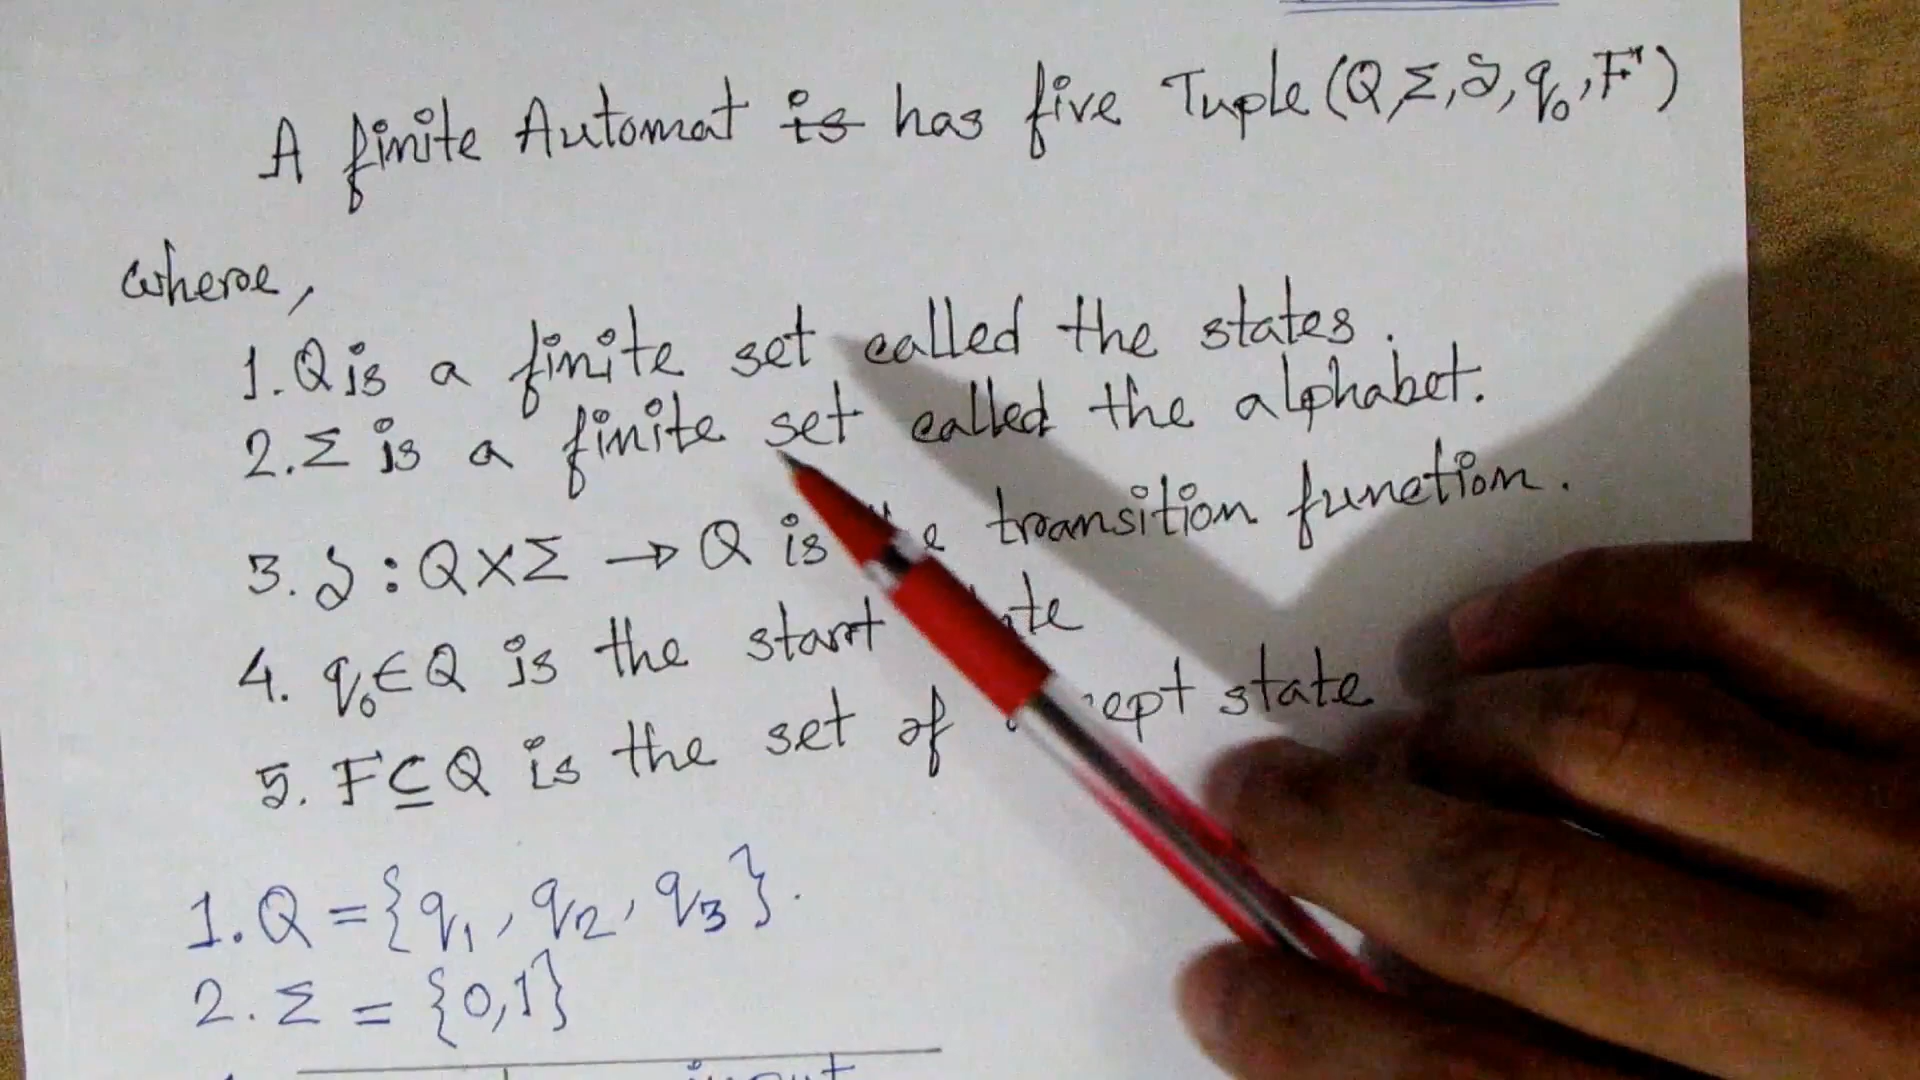 A finite Automat is has five Tuple (Q, Σ, δ, q₀, F)
where,
1. Q is a finite set called the states.
2. Σ is a finite set called the alphabet.
3. δ : Q X Σ → Q is transition function.
4. q₀ ∈ Q is the start
5. F ⊆ Q is the set of state
1. Q = {q₁, q₂, q₃}.
2. Σ = {0,1}
input